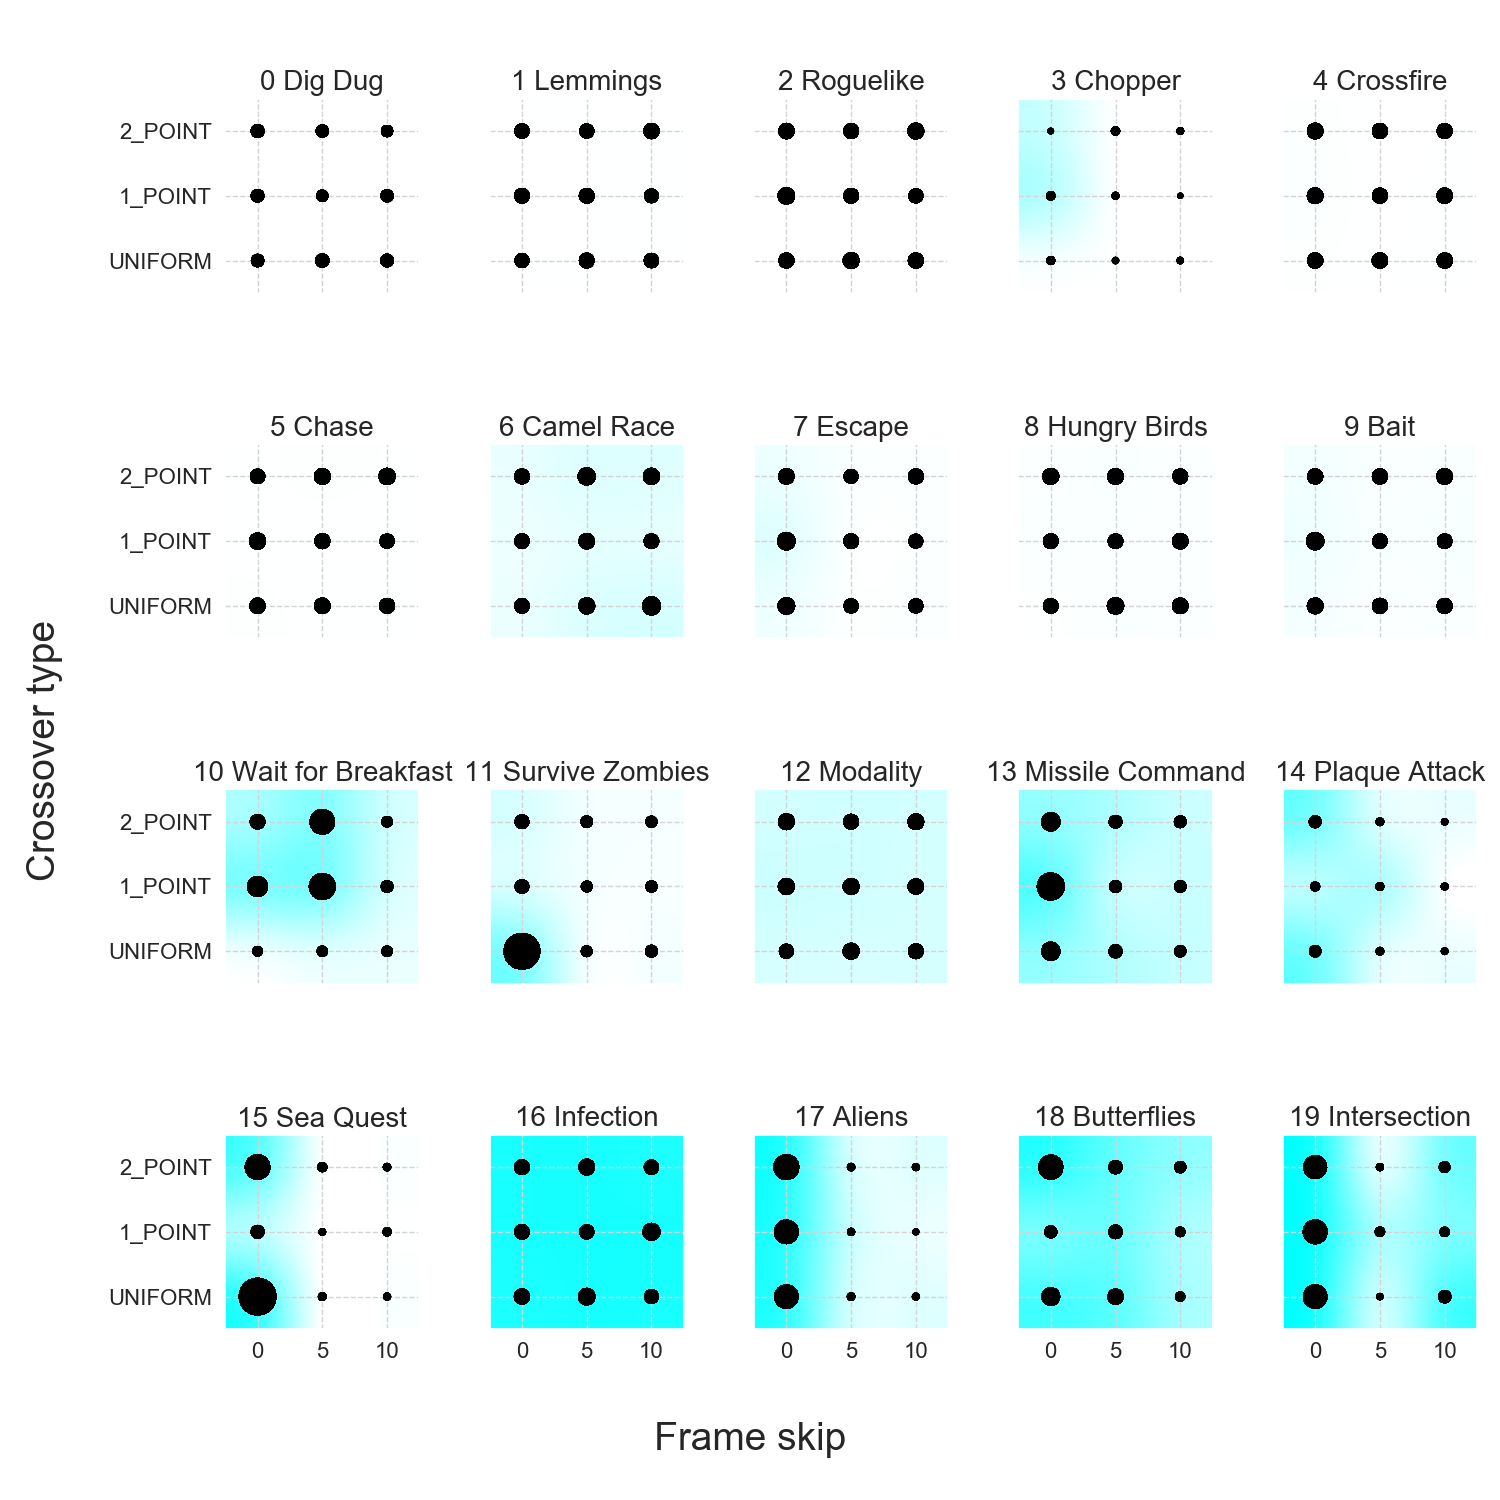 0 Dig Dug
1 Lemmings
2 Roguelike
3 Chopper
4 Crossfire
2_POINT
1_POINT
UNIFORM
5 Chase
6 Camel Race
7 Escape
8 Hungry Birds
9 Bait
2_POINT
1_POINT
UNIFORM
Crossover type
10 Wait for Breakfast
11 Survive Zombies
12 Modality
13 Missile Command
14 Plaque Attack
2_POINT
1_POINT
UNIFORM
15 Sea Quest
16 Infection
17 Aliens
18 Butterflies
19 Intersection
2_POINT
1_POINT
UNIFORM
0 5 10
0 5 10
0 5 10
0 5 10
0 5 10
Frame skip